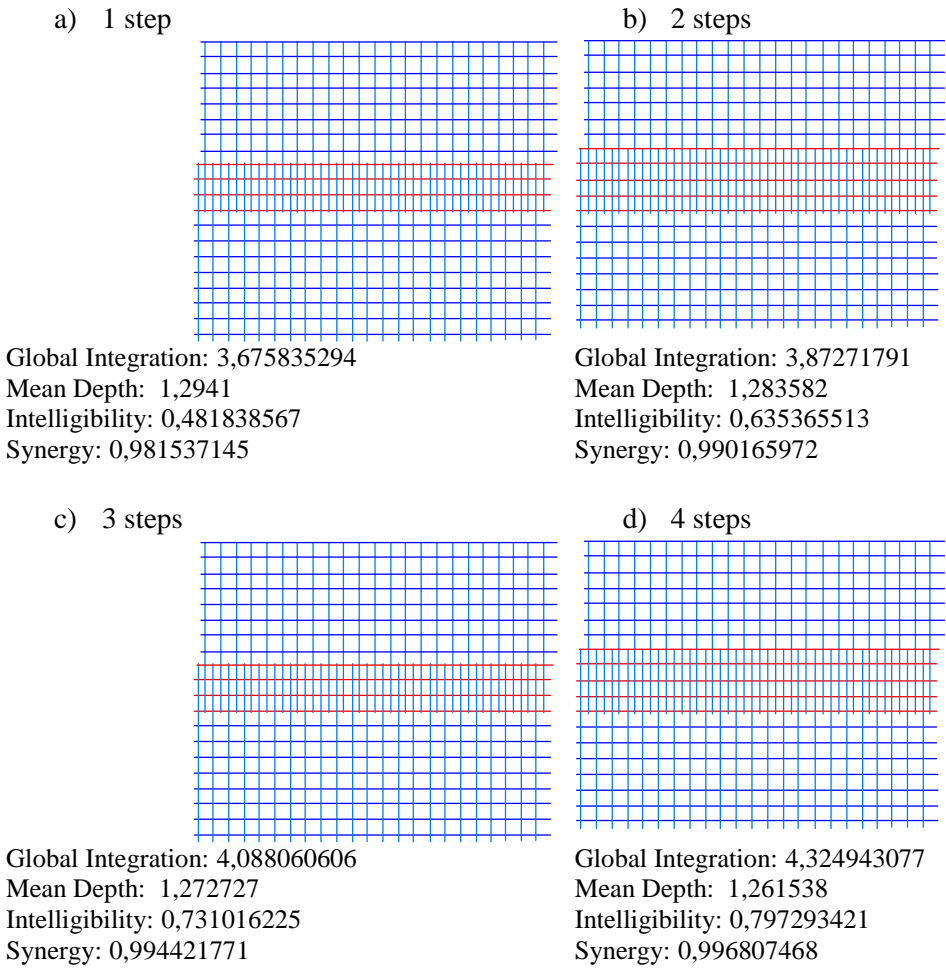 a) 1 step
b) 2 steps
Global Integration: 3,675835294
Mean Depth: 1,2941
Intelligibility: 0,481838567
Synergy: 0,981537145
Global Integration: 3,87271791
Mean Depth: 1,283582
Intelligibility: 0,635365513
Synergy: 0,990165972
c) 3 steps
d) 4 steps
Global Integration: 4,088060606
Mean Depth: 1,272727
Intelligibility: 0,731016225
Synergy: 0,994421771
Global Integration: 4,324943077
Mean Depth: 1,261538
Intelligibility: 0,797293421
Synergy: 0,996807468